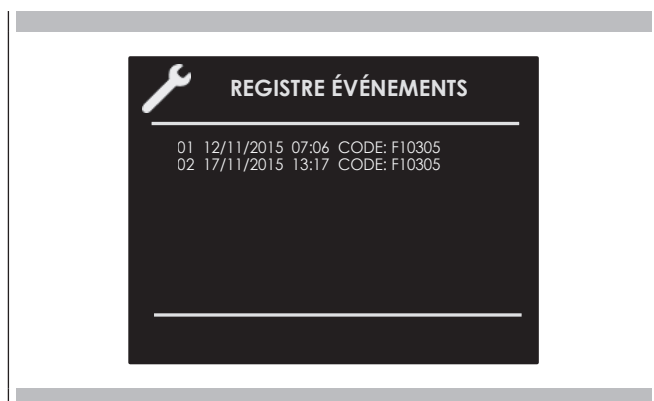 REGISTRE ÉVÉNEMENTS
01 12/11/2015 07:06 CODE: F10305
02 17/11/2015 13:17 CODE: F10305